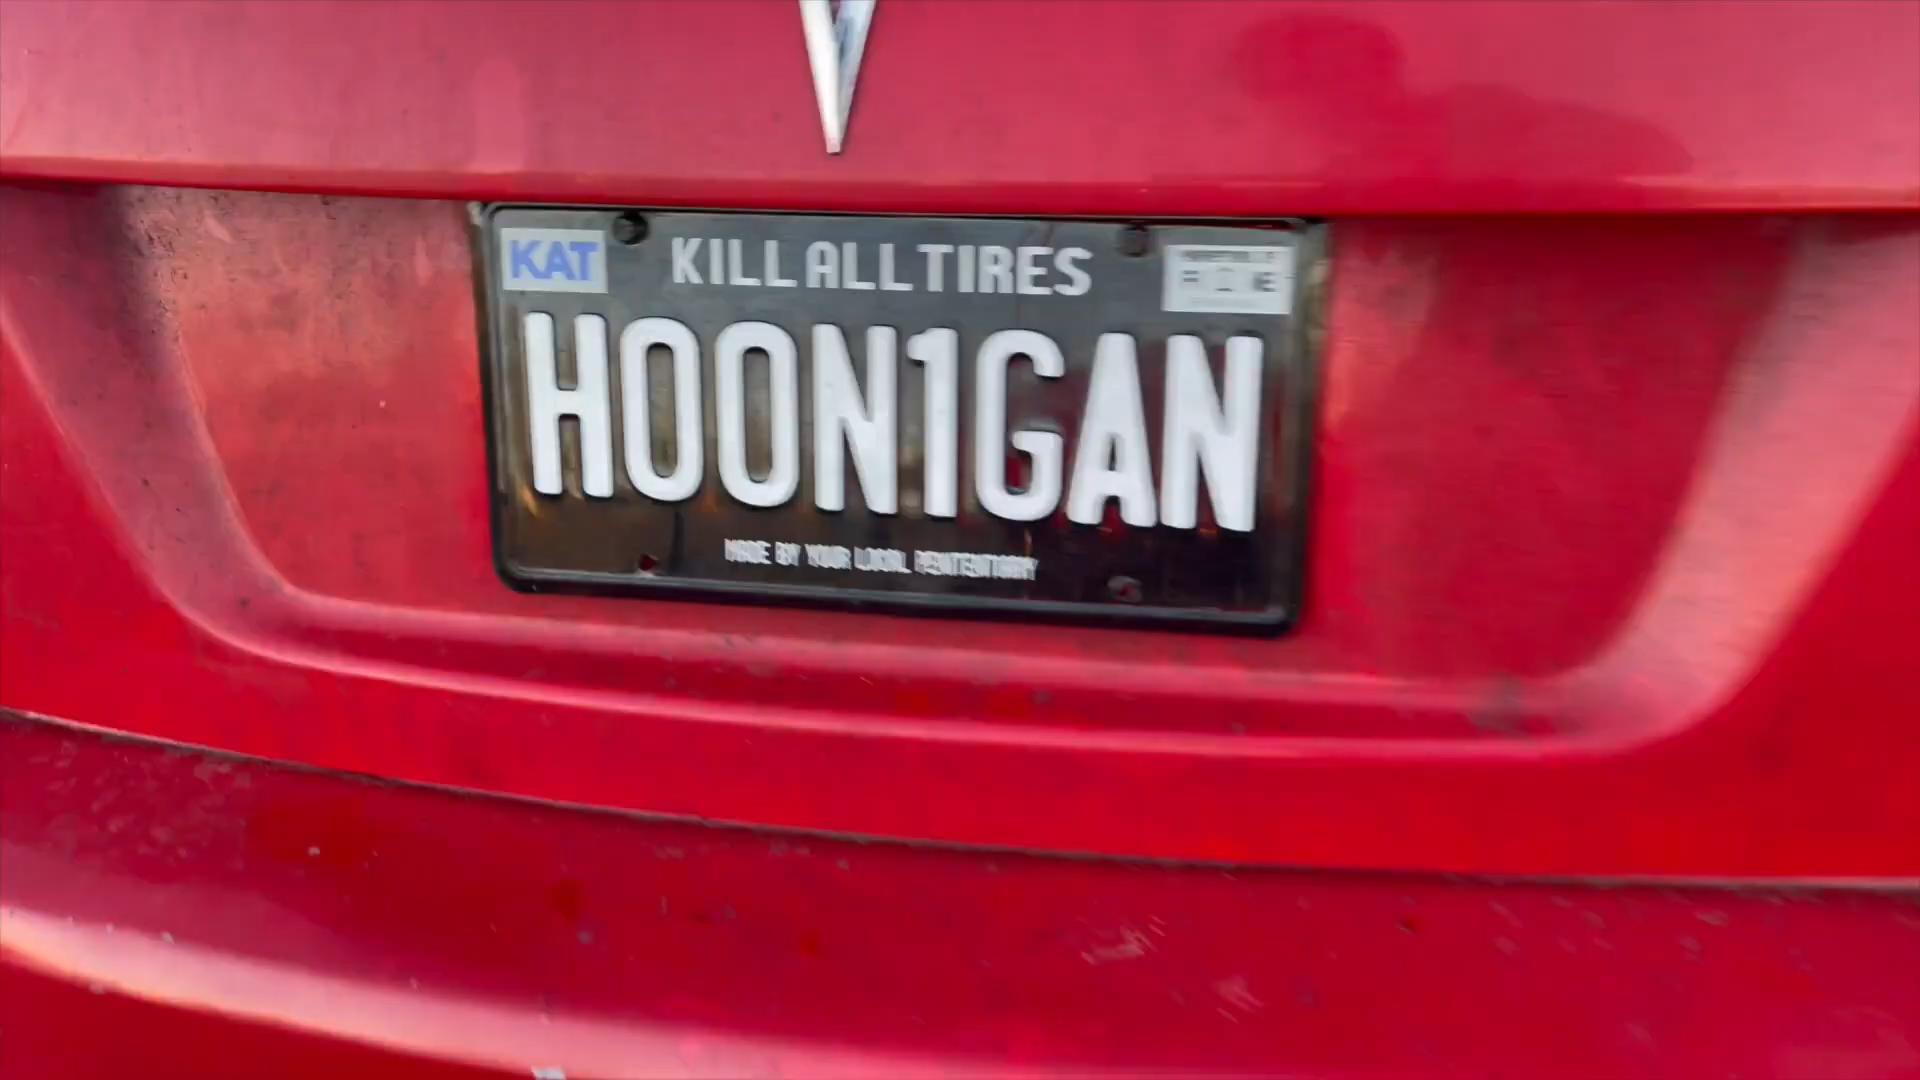 KAT
KILL ALL TIRES
HOON1GAN
MADE BY YOUR LOCAL PENITENTIARY